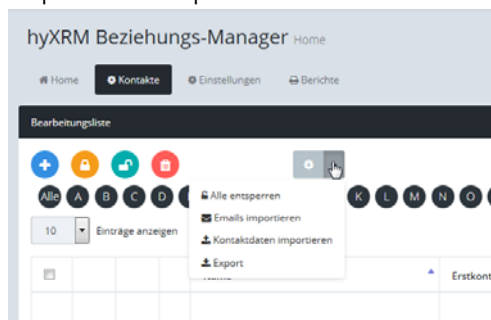 hyXRM Beziehungs-Manager Home
Home Kontakte Einstellungen Berichte
Bearbeitungsliste
Alle A B C D K L M N O
Alle entsperren
10 Einträge anzeigen
Emails importieren
Kontaktdaten importieren
Export
Name Erstkont